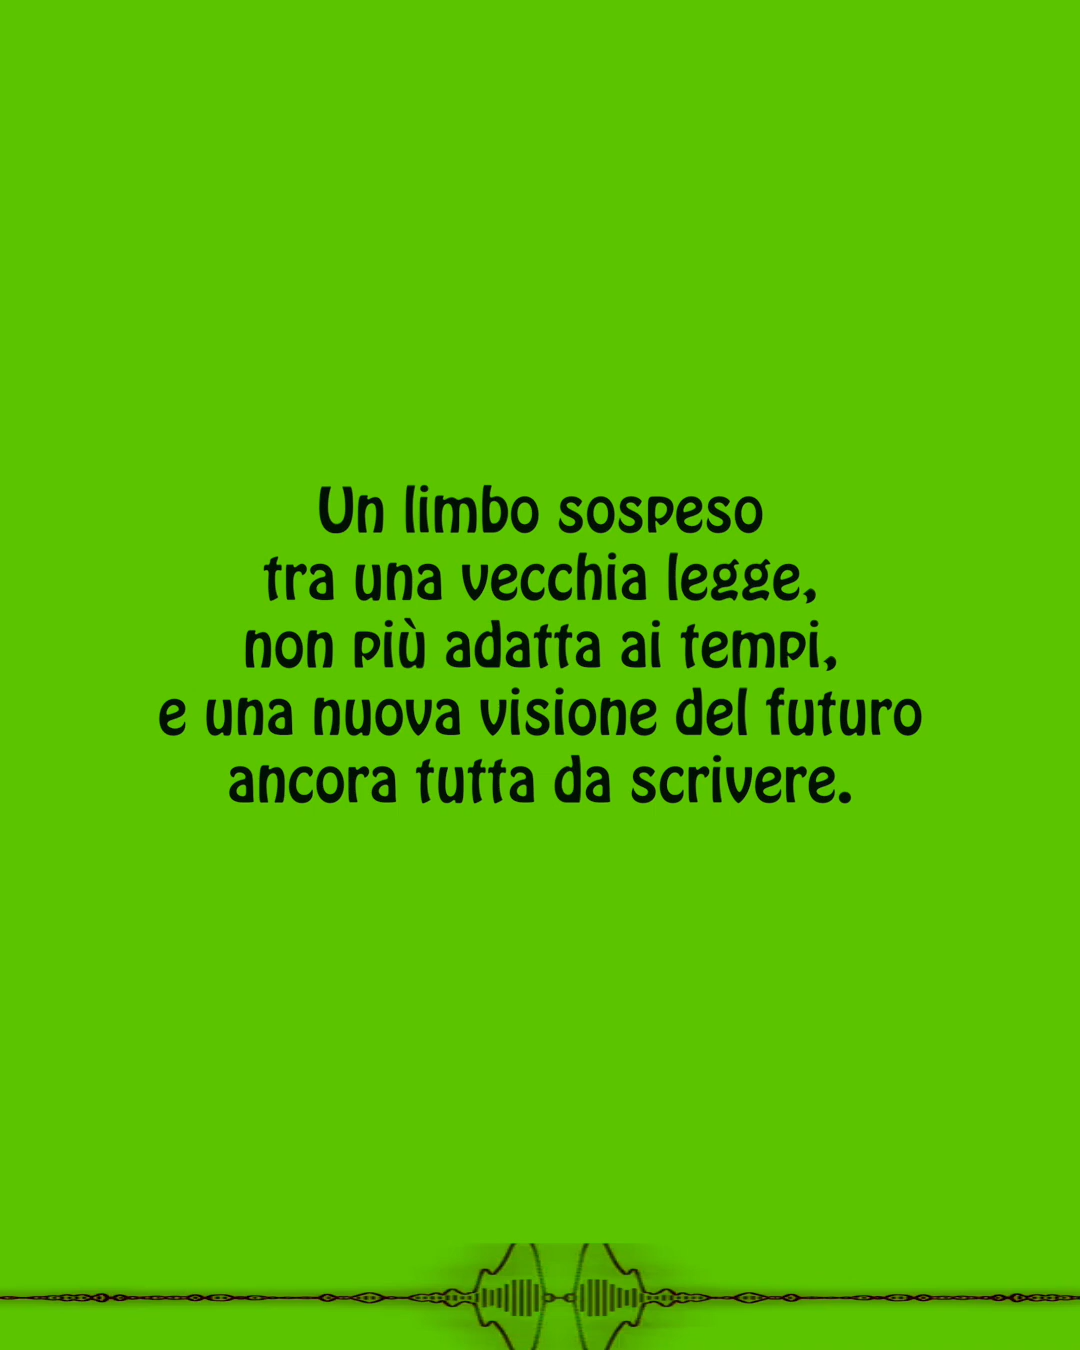 Un limbo sospeso
tra una vecchia legge,
non più adatta ai tempi,
e una nuova visione del futuro
ancora tutta da scrivere.